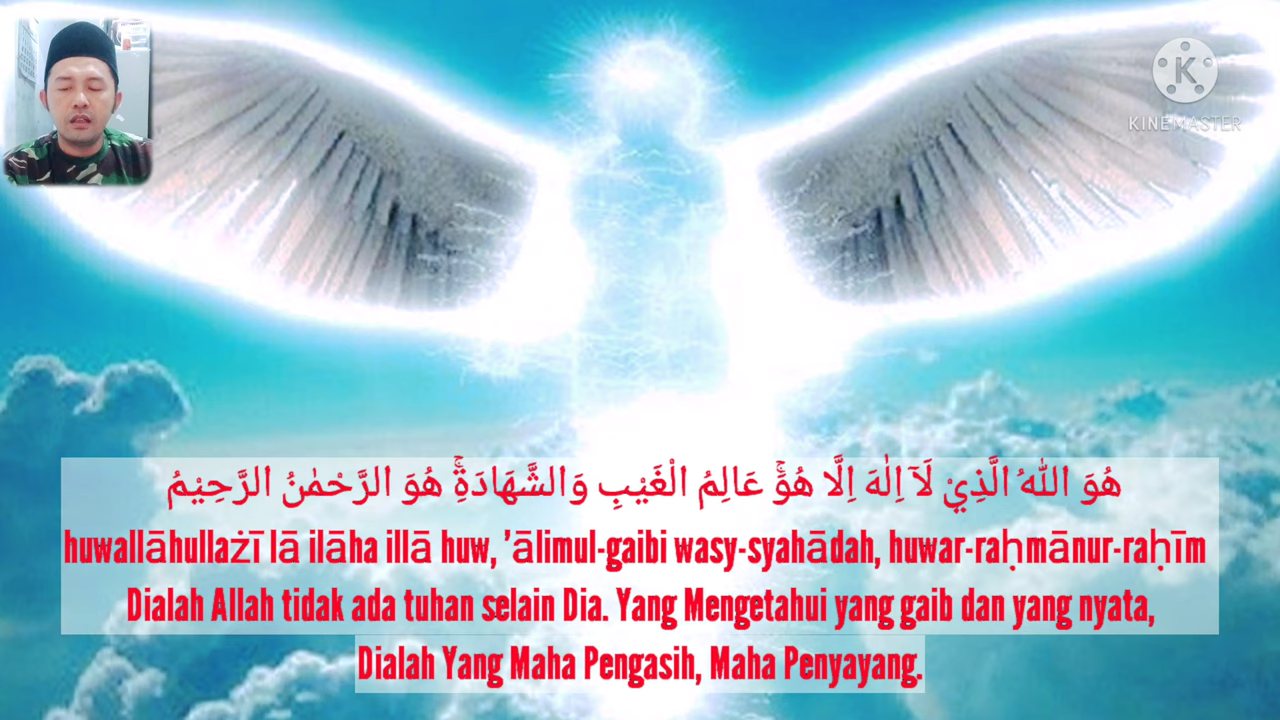 KINEMASTER
هُوَ اللّٰهُ الَّذِيْ لَآ اِلٰهَ اِلَّا هُوَۚ عَالِمُ الْغَيْبِ وَالشَّهَادَةِۚ هُوَ الرَّحْمٰنُ الرَّحِيْمُ
huwallāhullażī lā ilāha illā huw, 'ālimul-gaibi wasy-syahādah, huwar-raḥmānur-raḥīm
Dialah Allah tidak ada tuhan selain Dia. Yang Mengetahui yang gaib dan yang nyata,
Dialah Yang Maha Pengasih, Maha Penyayang.